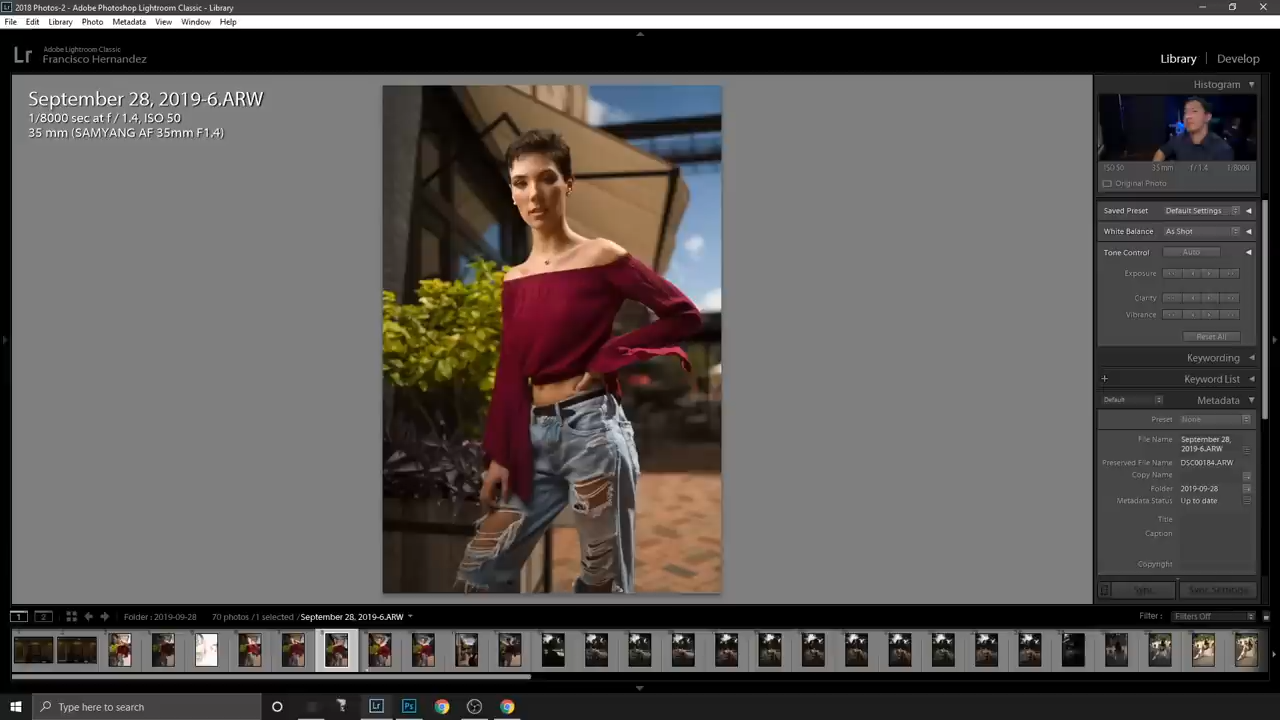 2018 Photos-2 - Adobe Photoshop Lightroom Classic - Library
File Edit Library Photo Metadata View Window Help
Lr
Adobe Lightroom Classic
Francisco Hernandez
Library | Develop
September 28, 2019-6.ARW
1/8000 sec at f / 1.4, ISO 50
35 mm (SAMYANG AF 35mm F1.4)
Histogram
ISO 50 35 mm f / 1.4 1/8000
Original Photo
Saved Preset Default Settings
White Balance As Shot
Tone Control Auto
Exposure
Clarity
Vibrance
Reset All
Keywording
+ Keyword List
Default Metadata
Preset None
File Name September 28, 2019-6.ARW
Preserved File Name DSC00184.ARW
Copy Name
Folder 2019-09-28
Metadata Status Up to date
Title
Caption
Copyright
Sync Sync Settings
1 2 Folder : 2019-09-28 70 photos / 1 selected / September 28, 2019-6.ARW Filter : Filters Off
Type here to search
Lr Ps